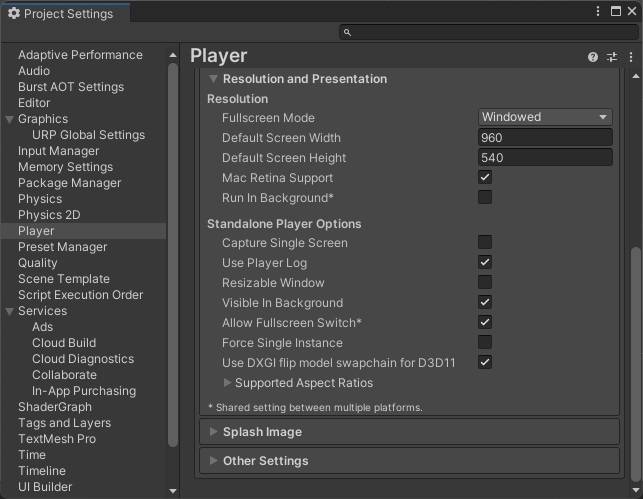 Project Settings
Adaptive Performance
Audio
Burst AOT Settings
Editor
Graphics
URP Global Settings
Input Manager
Memory Settings
Package Manager
Physics
Physics 2D
Player
Preset Manager
Quality
Scene Template
Script Execution Order
Services
Ads
Cloud Build
Cloud Diagnostics
Collaborate
In-App Purchasing
ShaderGraph
Tags and Layers
TextMesh Pro
Time
Timeline
UI Builder
Player
Resolution and Presentation
Resolution
Fullscreen Mode Windowed
Default Screen Width 960
Default Screen Height 540
Mac Retina Support
Run In Background*
Standalone Player Options
Capture Single Screen
Use Player Log
Resizable Window
Visible In Background
Allow Fullscreen Switch*
Force Single Instance
Use DXGI flip model swapchain for D3D11
Supported Aspect Ratios
* Shared setting between multiple platforms.
Splash Image
Other Settings